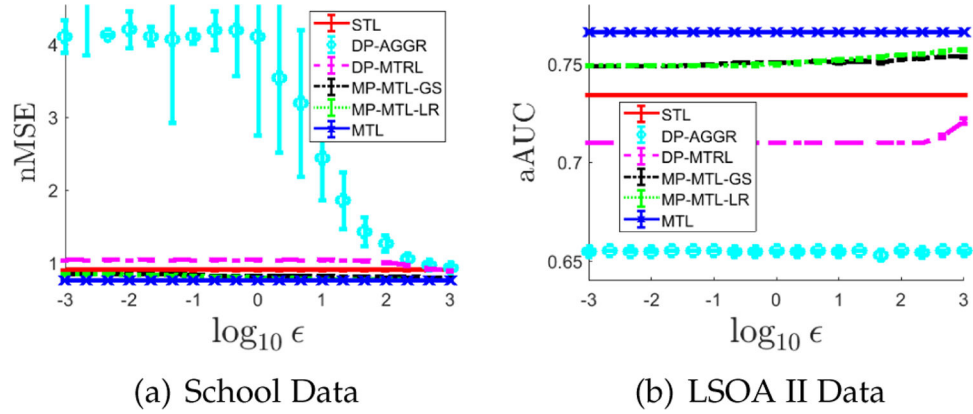 nMSE
4
3
2
1
-3 -2 -1 0 1 2 3
log10 ϵ
STL
DP-AGGR
DP-MTRL
MP-MTL-GS
MP-MTL-LR
MTL
(a) School Data
aAUC
0.75
0.7
0.65
-3 -2 -1 0 1 2 3
log10 ϵ
STL
DP-AGGR
DP-MTRL
MP-MTL-GS
MP-MTL-LR
MTL
(b) LSOA II Data